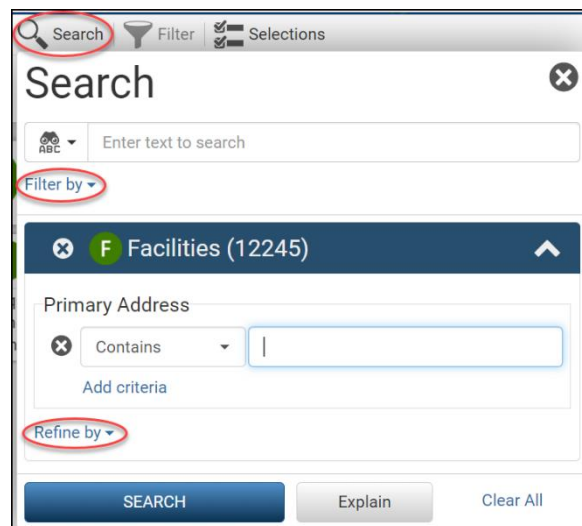 Search Filter Selections
Search
ABC Enter text to search
Filter by
F Facilities (12245)
Primary Address
Contains
Add criteria
Refine by
SEARCH Explain Clear All